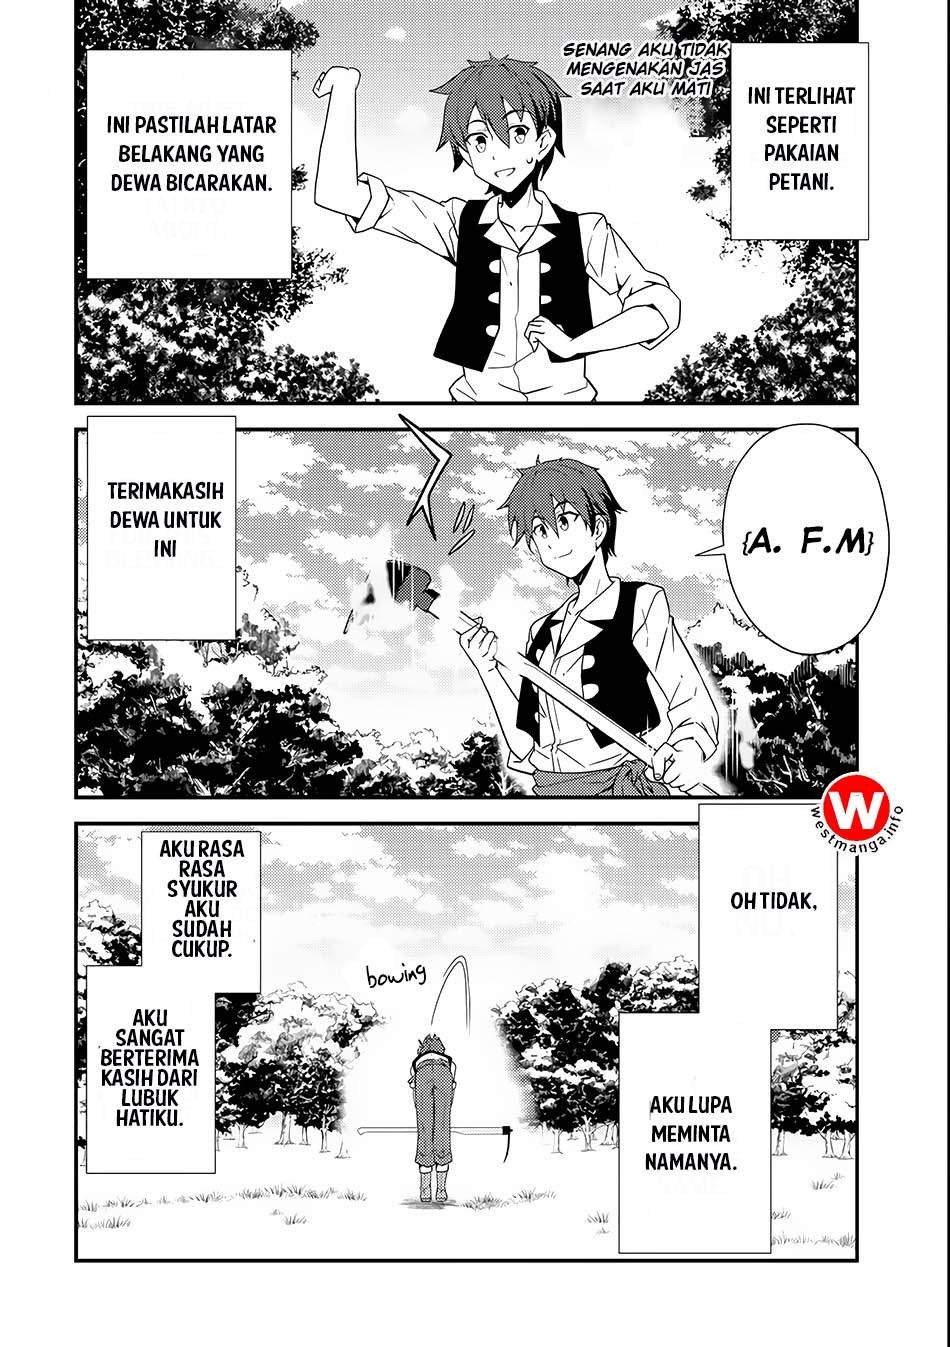 INI TERLIHAT
SEPERTI
PAKAIAN
PETANI.
SENANG AKU TIDAK
MENGENAKAN JAS
SAAT AKU MATI
INI PASTILAH LATAR
BELAKANG YANG
DEWA BICARAKAN.
{A. F.M}
TERIMAKASIH
DEWA UNTUK
INI
W
westmanga.info
OH TIDAK,
AKU LUPA
MEMINTA
NAMANYA.
bowing
AKU RASA
RASA
SYUKUR
AKU
SUDAH
CUKUP.
AKU
SANGAT
BERTERIMA
KASIH DARI
LUBUK
HATIKU.